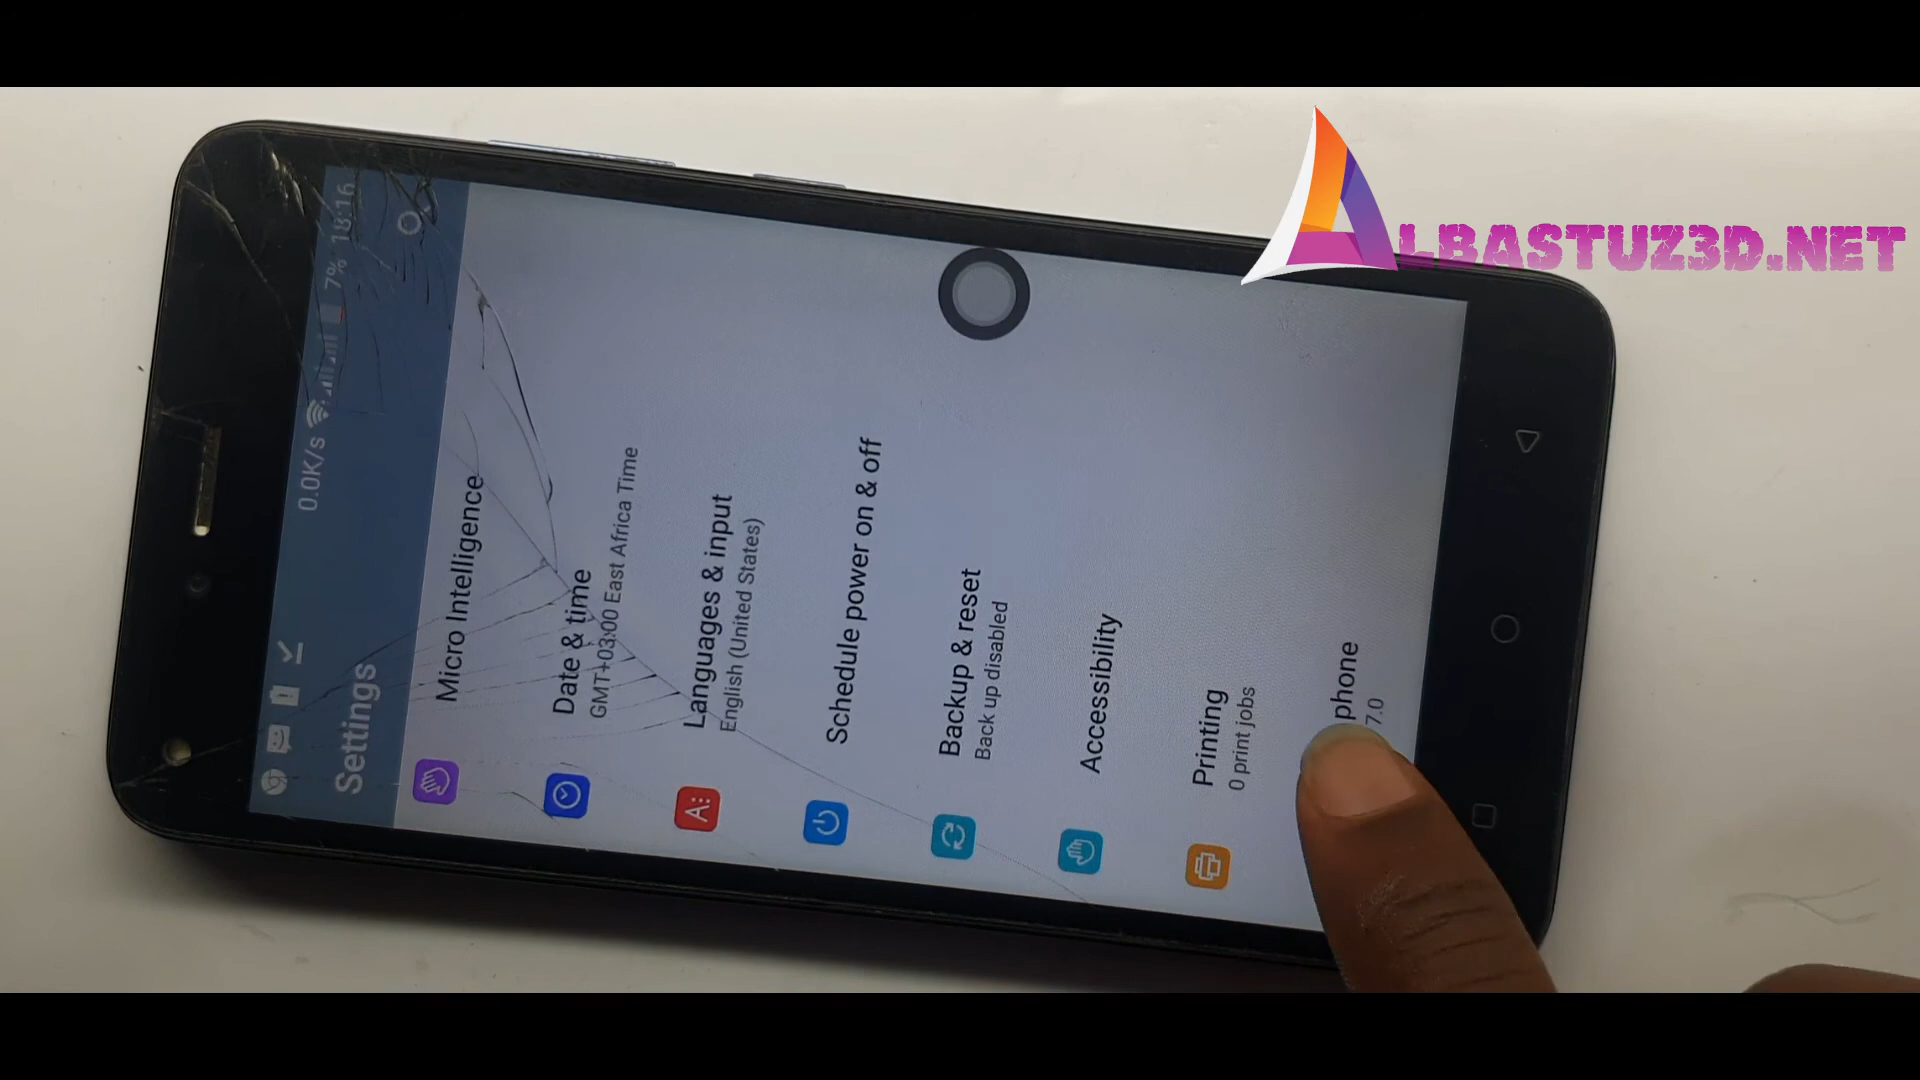 ALBASTUZ3D.NET
0.0K/s 7% 18:16
Settings
Micro Intelligence
Date & time
GMT+03:00 East Africa Time
Languages & input
English (United States)
Schedule power on & off
Backup & reset
Back up disabled
Accessibility
Printing
0 print jobs
phone
7.0